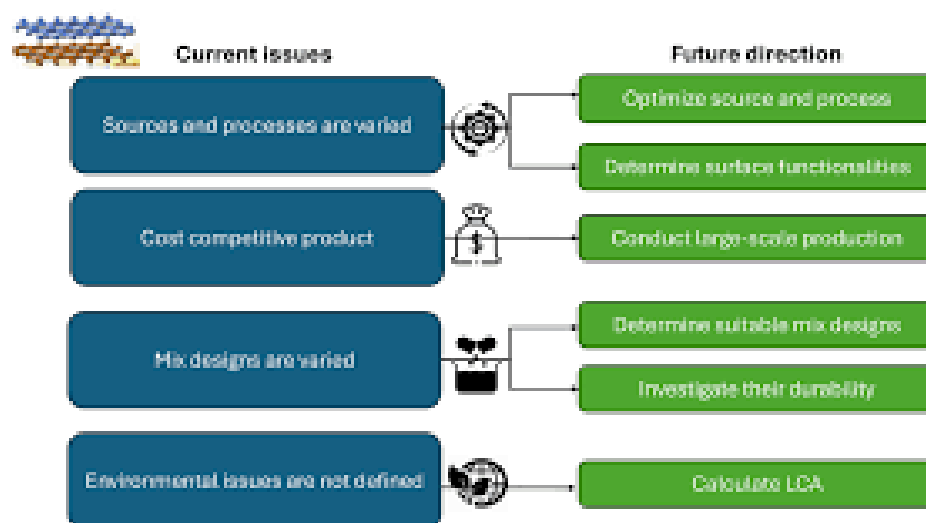 Current issues
Future direction
Sources and processes are varied
Optimize source and process
Determine surface functionalities
Cost competitive product
$
Conduct large-scale production
Mix designs are varied
Determine suitable mix designs
Investigate their durability
Environmental issues are not defined
Calculate LCA